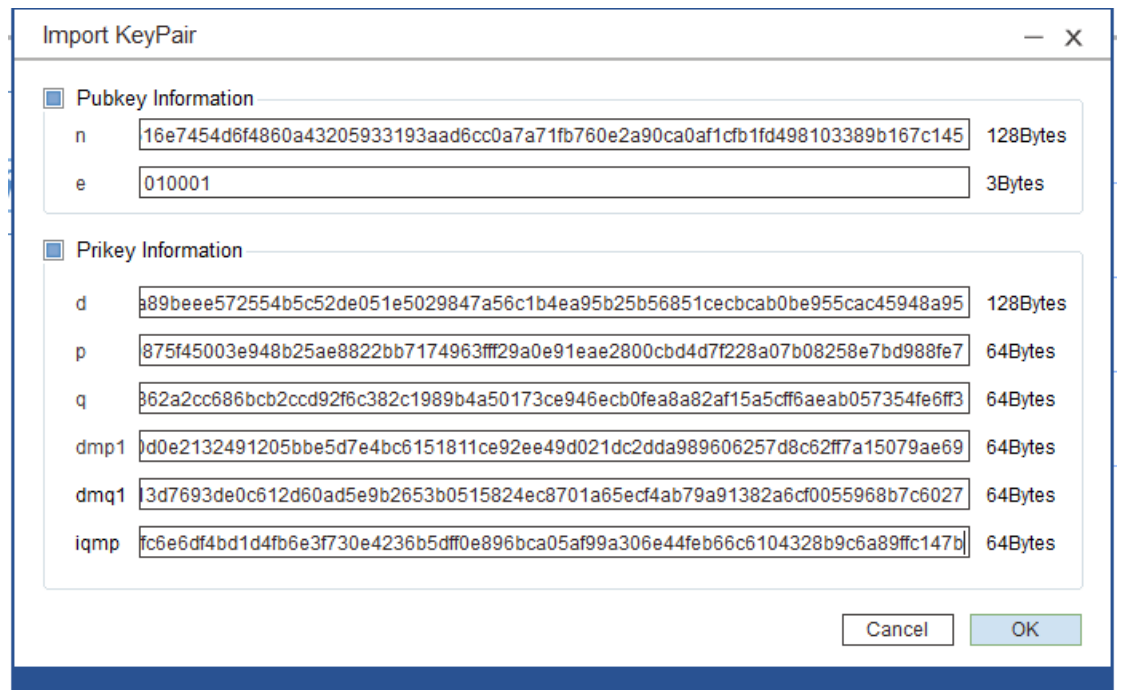 Import KeyPair
Pubkey Information
n 16e7454d6f4860a43205933193aad6cc0a7a71fb760e2a90ca0af1cfb1fd498103389b167c145 128Bytes
e 010001 3Bytes
Prikey Information
d a89beee572554b5c52de051e5029847a56c1b4ea95b25b56851cecbcab0be955cac45948a95 128Bytes
p 875f45003e948b25ae8822bb7174963fff29a0e91eae2800cbd4d7f228a07b08258e7bd988fe7 64Bytes
q 362a2cc686bcb2ccd92f6c382c1989b4a50173ce946ecb0fea8a82af15a5cff6aeab057354fe6ff3 64Bytes
dmp1 0d0e2132491205bbe5d7e4bc6151811ce92ee49d021dc2dda989606257d8c62ff7a15079ae69 64Bytes
dmq1 13d7693de0c612d60ad5e9b2653b0515824ec8701a65ecf4ab79a91382a6cf0055968b7c6027 64Bytes
iqmp fc6e6df4bd1d4fb6e3f730e4236b5dff0e896bca05af99a306e44feb66c6104328b9c6a89ffc147b 64Bytes
Cancel OK